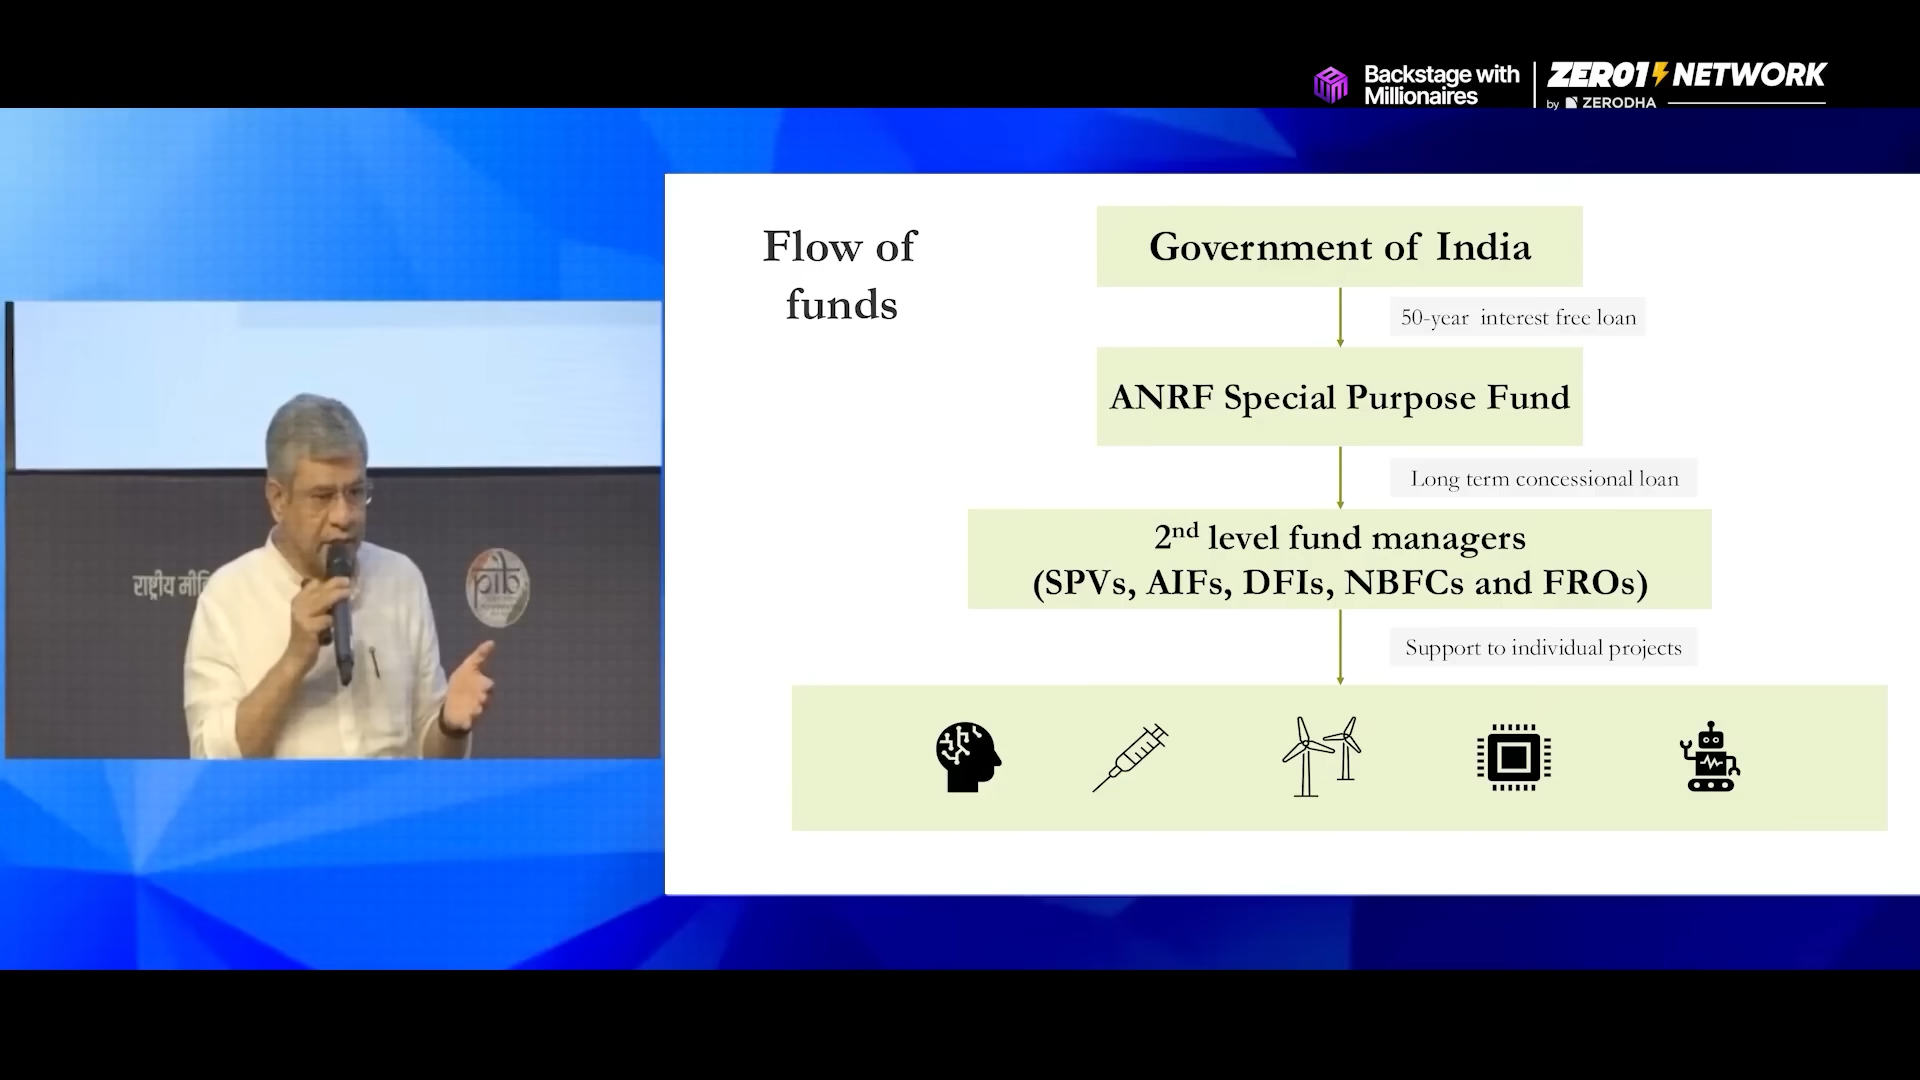 Backstage with
Millionaires
ZERO1 NETWORK
by ZERODHA
Flow of
funds
Government of India
50-year interest free loan
ANRF Special Purpose Fund
Long term concessional loan
2nd level fund managers
(SPVs, AIFs, DFIs, NBFCs and FROs)
Support to individual projects
राष्ट्रीय
pib